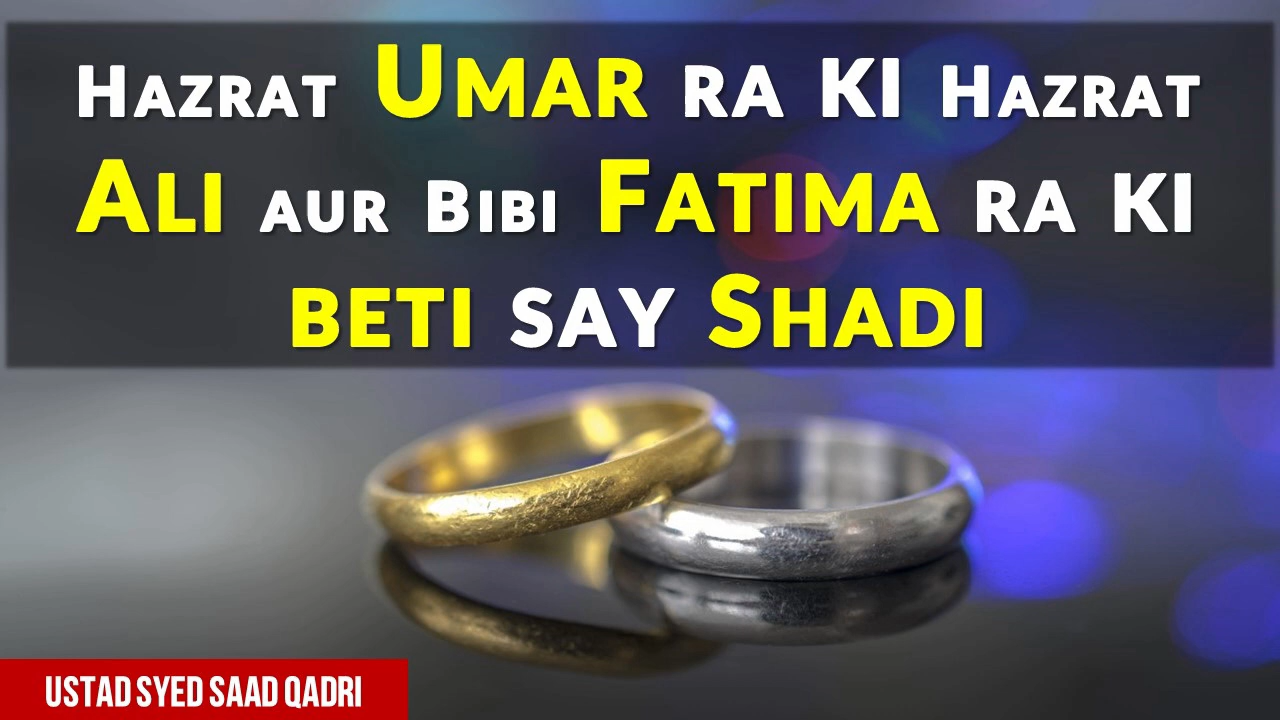 Hazrat Umar ra KI Hazrat
Ali aur Bibi Fatima ra KI
beti say Shadi
USTAD SYED SAAD QADRI